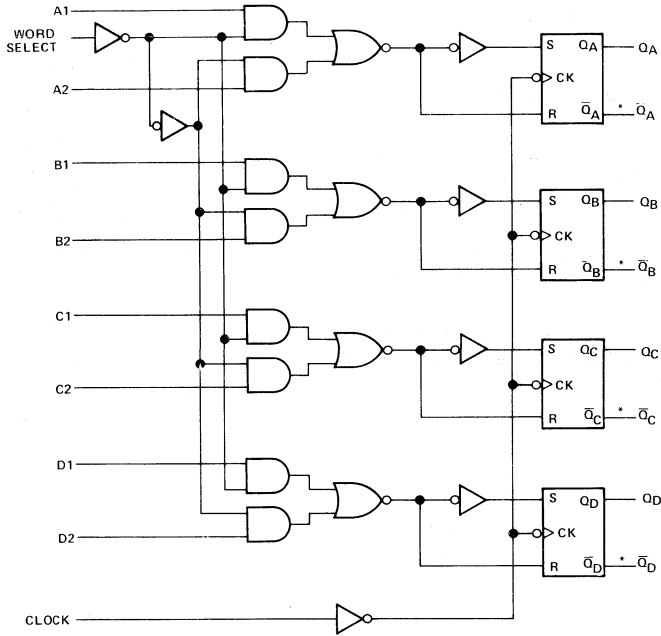 A1
WORD
SELECT
A2
S QA QA
CK
R Q̅A * Q̅A
B1
B2
S QB QB
CK
R Q̅B * Q̅B
C1
C2
S QC QC
CK
R Q̅C * Q̅C
D1
D2
S QD QD
CK
R Q̅D * Q̅D
CLOCK